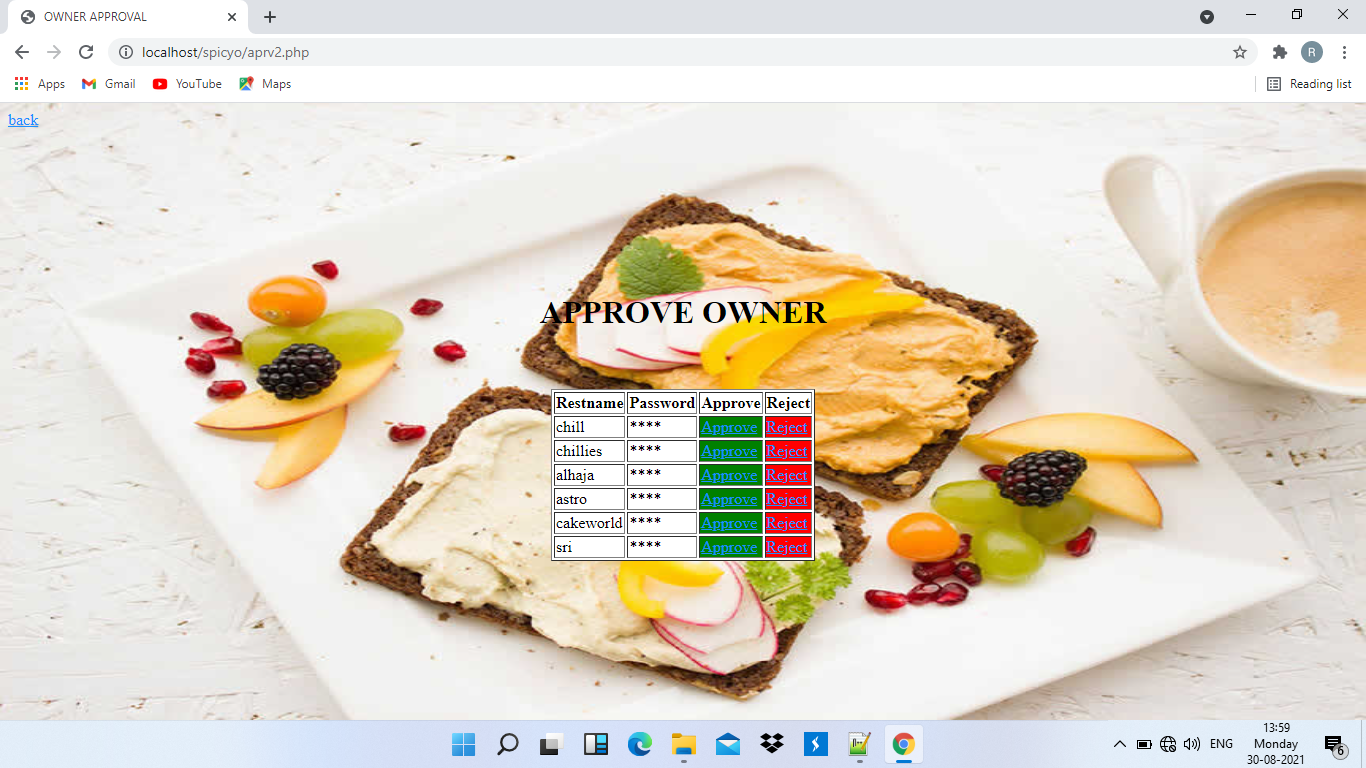 OWNER APPROVAL
localhost/spicyo/aprv2.php
R
Apps Gmail YouTube Maps Reading list
back
APPROVE OWNER
Restname Password Approve Reject
chill **** Approve Reject
chillies **** Approve Reject
alhaja **** Approve Reject
astro **** Approve Reject
cakeworld **** Approve Reject
sri **** Approve Reject
13:59
ENG Monday
30-08-2021
6